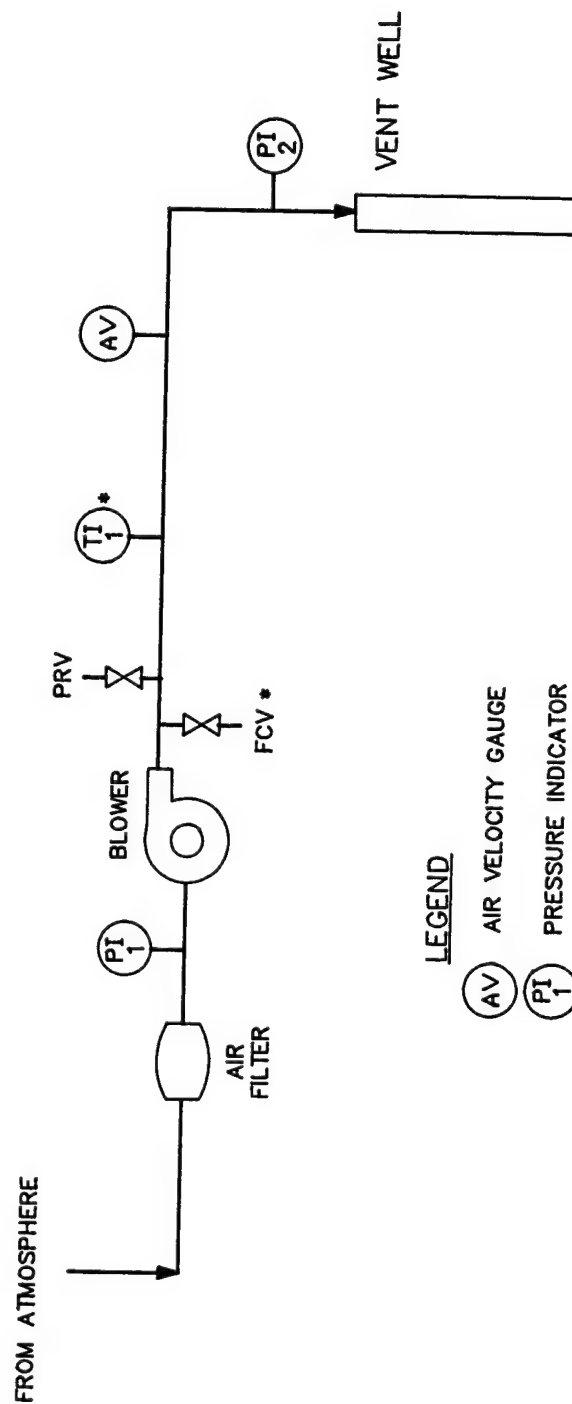 FROM ATMOSPHERE
AIR
FILTER
PI
1
BLOWER
FCV *
PRV
TI
1
*
AV
PI
2
VENT WELL
LEGEND
AV AIR VELOCITY GAUGE
PI
1
PRESSURE INDICATOR